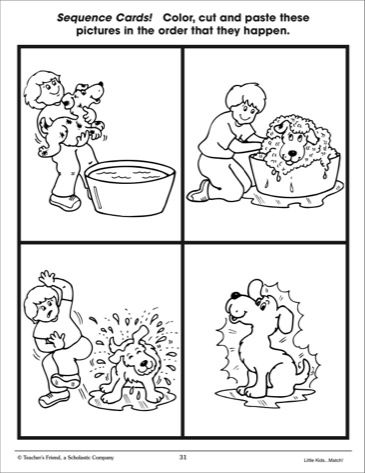 Sequence Cards! Color, cut and paste these
pictures in the order that they happen.
© Teacher's Friend, a Scholastic Company
31
Little Kids...Match!